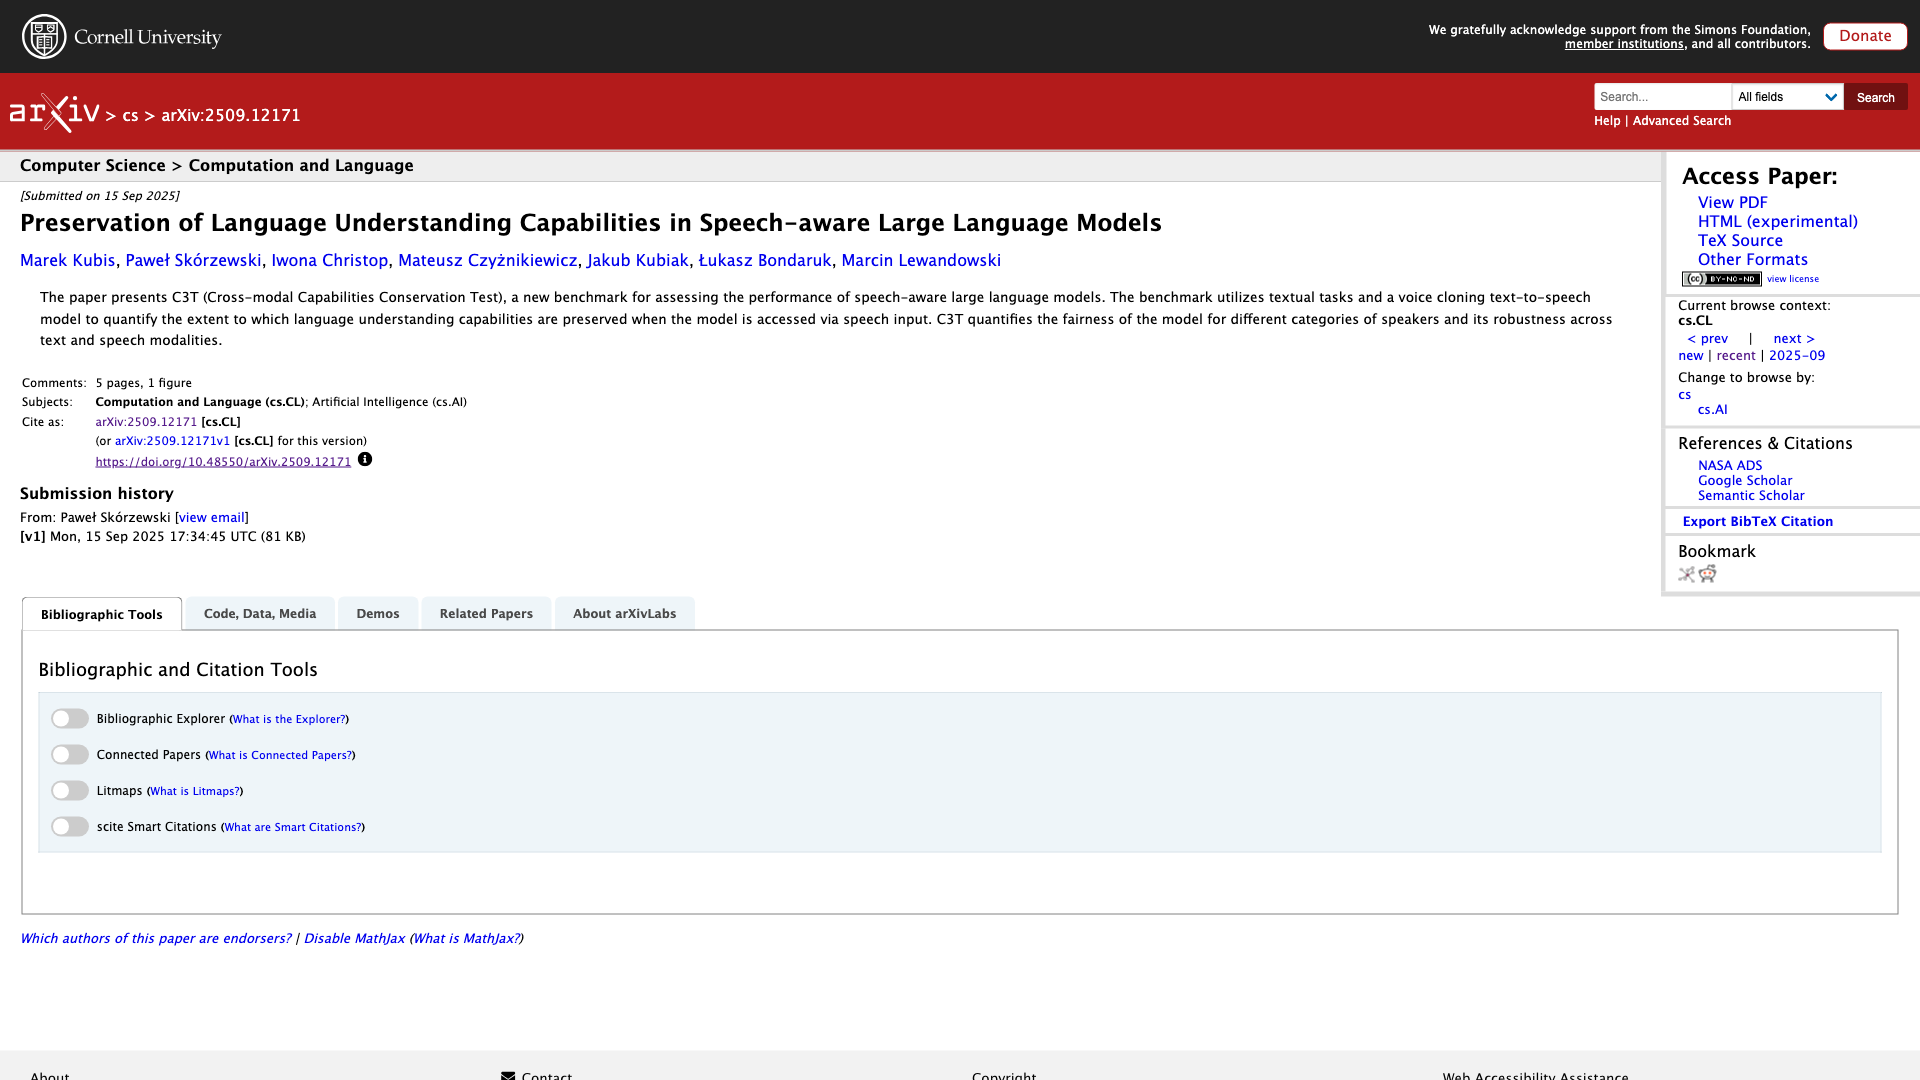 Cornell University
We gratefully acknowledge support from the Simons Foundation,
member institutions, and all contributors.
Donate
arXiv > cs > arXiv:2509.12171
Search...
All fields
Search
Help | Advanced Search
Computer Science > Computation and Language
[Submitted on 15 Sep 2025]
Preservation of Language Understanding Capabilities in Speech-aware Large Language Models
Marek Kubis, Paweł Skórzewski, Iwona Christop, Mateusz Czyżnikiewicz, Jakub Kubiak, Łukasz Bondaruk, Marcin Lewandowski
The paper presents C3T (Cross-modal Capabilities Conservation Test), a new benchmark for assessing the performance of speech-aware large language models. The benchmark utilizes textual tasks and a voice cloning text-to-speech
model to quantify the extent to which language understanding capabilities are preserved when the model is accessed via speech input. C3T quantifies the fairness of the model for different categories of speakers and its robustness across
text and speech modalities.
Comments: 5 pages, 1 figure
Subjects: Computation and Language (cs.CL); Artificial Intelligence (cs.AI)
Cite as: arXiv:2509.12171 [cs.CL]
(or arXiv:2509.12171v1 [cs.CL] for this version)
https://doi.org/10.48550/arXiv.2509.12171
Submission history
From: Paweł Skórzewski [view email]
[v1] Mon, 15 Sep 2025 17:34:45 UTC (81 KB)
Access Paper:
View PDF
HTML (experimental)
TeX Source
Other Formats
(cc) BY-NC-ND view license
Current browse context:
cs.CL
< prev | next >
new | recent | 2025-09
Change to browse by:
cs
cs.AI
References & Citations
NASA ADS
Google Scholar
Semantic Scholar
Export BibTeX Citation
Bookmark
Bibliographic Tools
Code, Data, Media
Demos
Related Papers
About arXivLabs
Bibliographic and Citation Tools
Bibliographic Explorer (What is the Explorer?)
Connected Papers (What is Connected Papers?)
Litmaps (What is Litmaps?)
scite Smart Citations (What are Smart Citations?)
Which authors of this paper are endorsers? | Disable MathJax (What is MathJax?)
About
Contact
Copyright
Web Accessibility Assistance